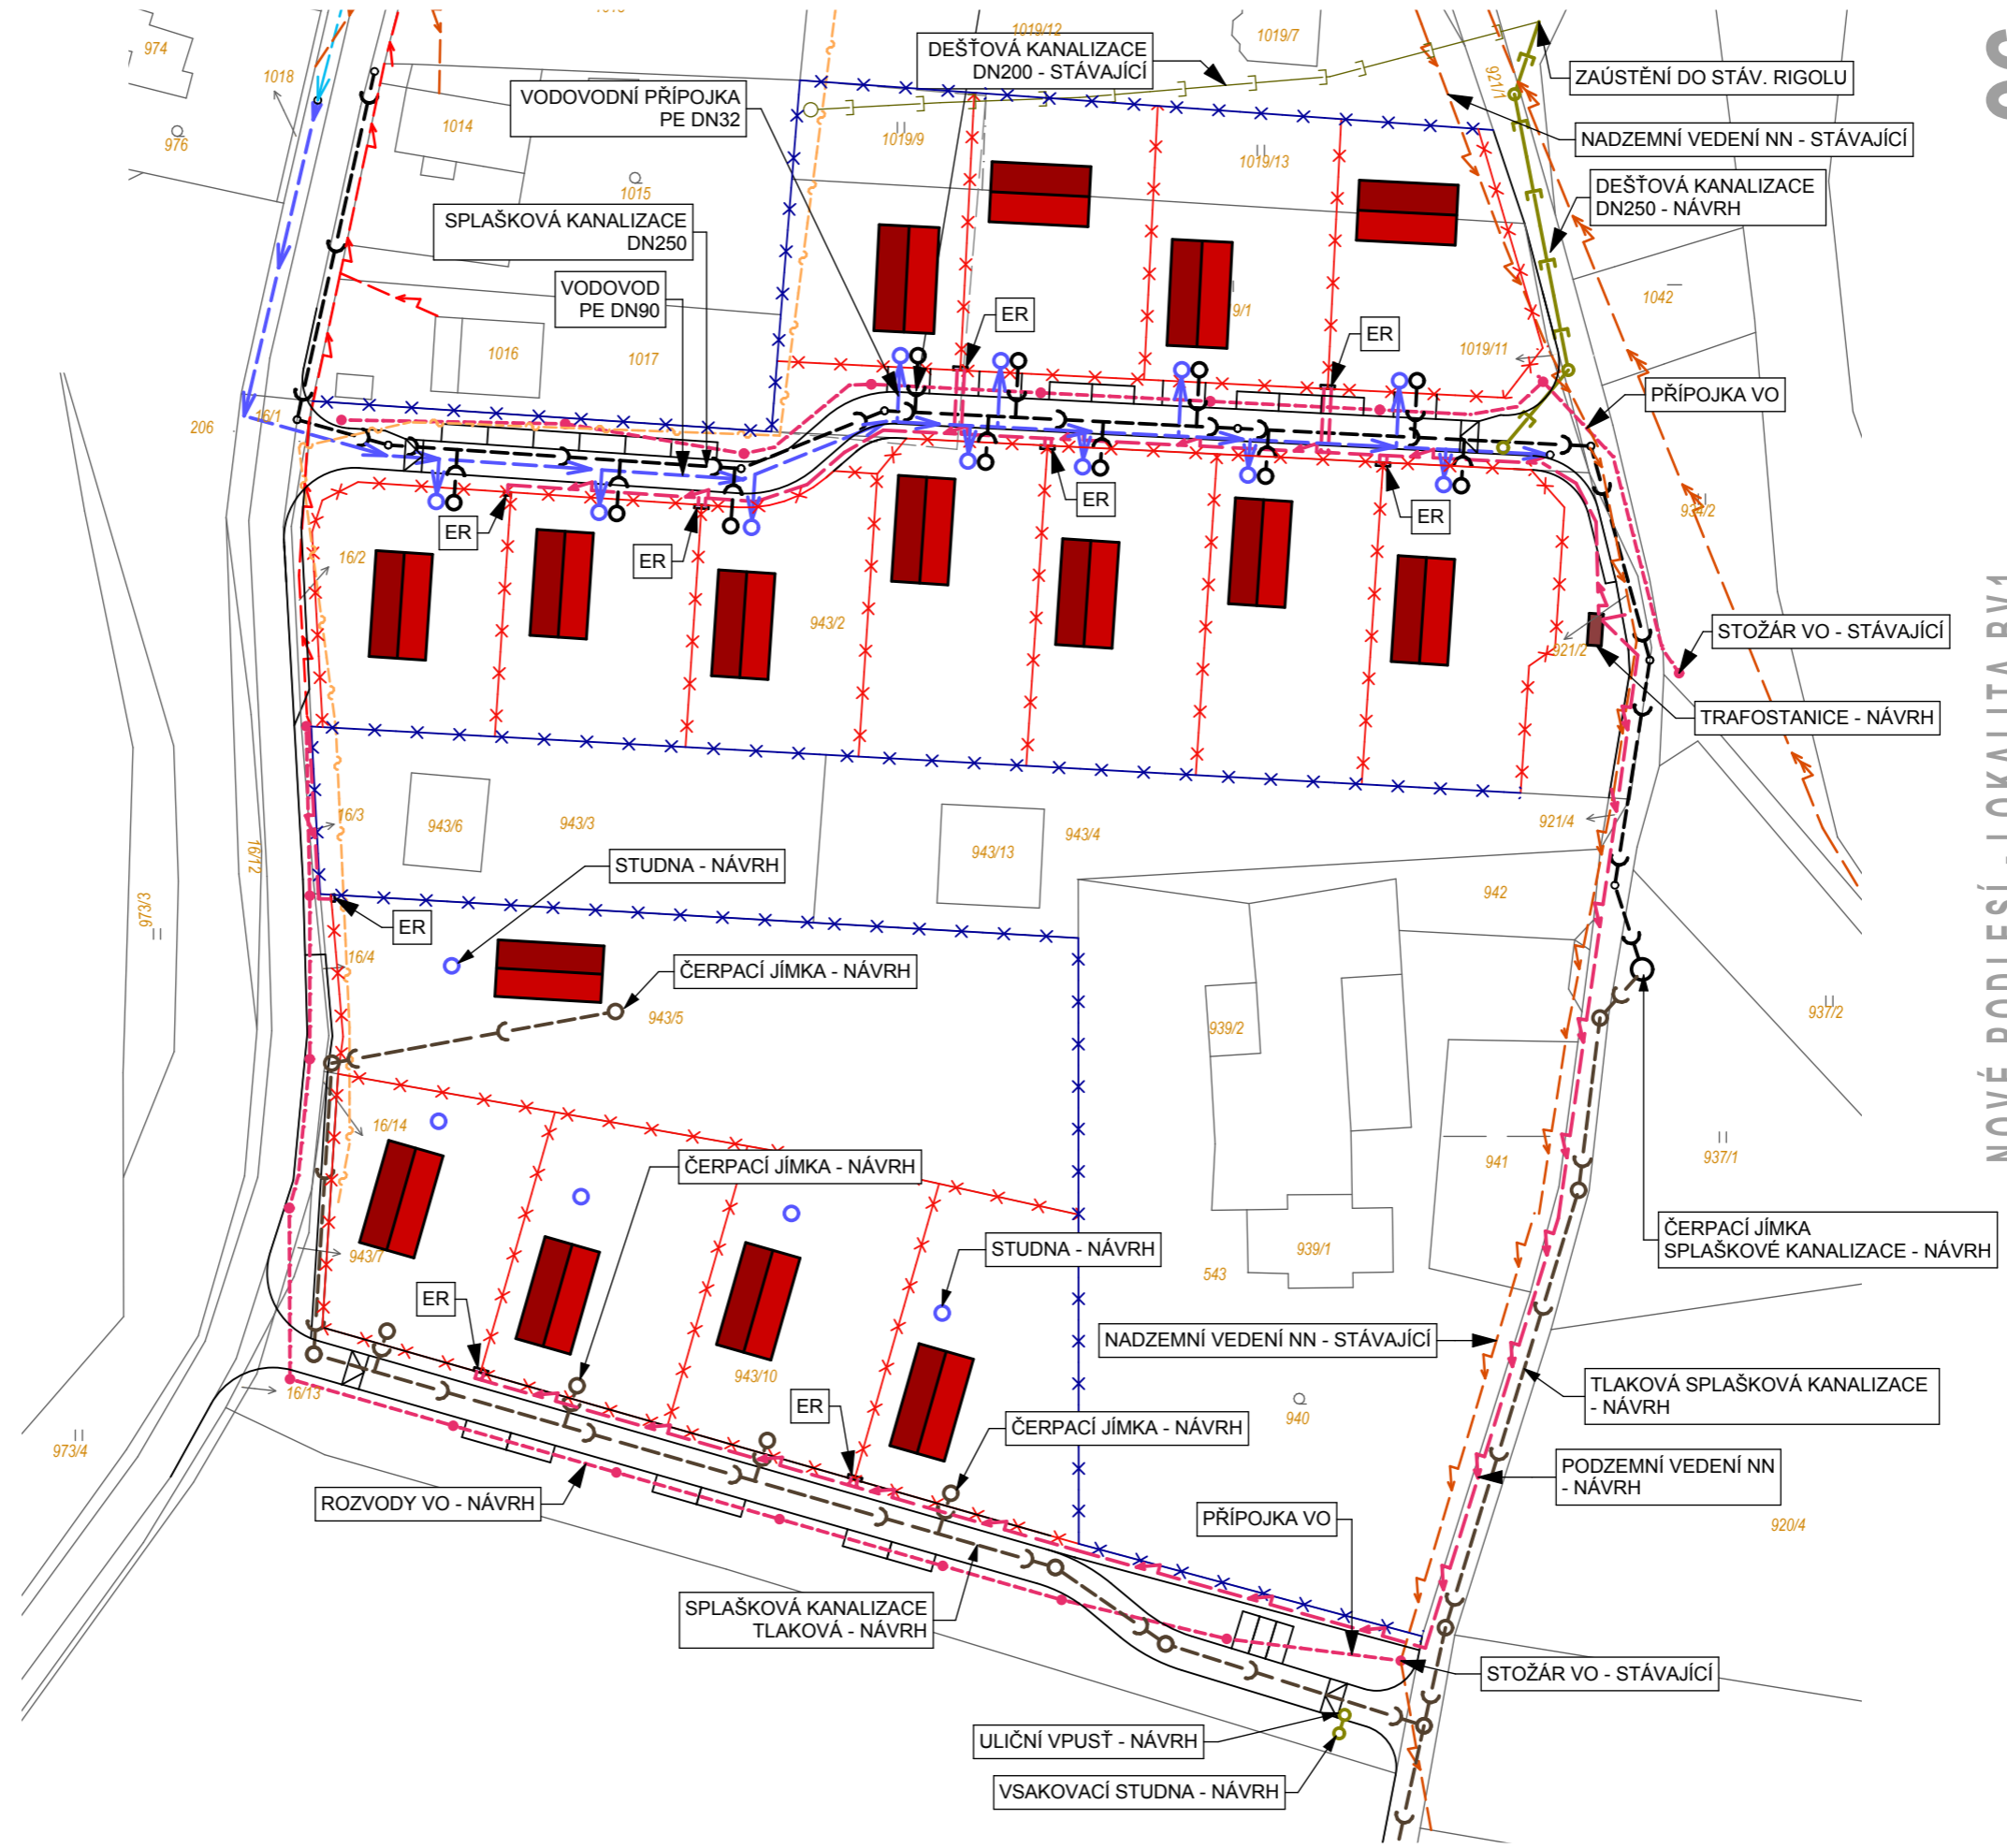 974
1018
976
1014
1015
1019/12
1019/7
1019/9
1019/13
921/1
DEŠŤOVÁ KANALIZACE
DN200 - STÁVAJÍCÍ
ZAÚSTĚNÍ DO STÁV. RIGOLU
VODOVODNÍ PŘÍPOJKA
PE DN32
NADZEMNÍ VEDENÍ NN - STÁVAJÍCÍ
DEŠŤOVÁ KANALIZACE
DN250 - NÁVRH
SPLAŠKOVÁ KANALIZACE
DN250
VODOVOD
PE DN90
1042
9/1
ER
ER
1016
1017
1019/11
PŘÍPOJKA VO
16/1
206
ER
ER
ER
ER
934/2
16/2
943/2
921/2
STOŽÁR VO - STÁVAJÍCÍ
TRAFOSTANICE - NÁVRH
16/3
943/6
943/3
943/13
943/4
921/4
16/12
STUDNA - NÁVRH
942
973/3
ER
16/4
ČERPACÍ JÍMKA - NÁVRH
943/5
939/2
937/2
16/14
ČERPACÍ JÍMKA - NÁVRH
941
937/1
943/7
STUDNA - NÁVRH
939/1
543
ČERPACÍ JÍMKA
SPLAŠKOVÉ KANALIZACE - NÁVRH
ER
NADZEMNÍ VEDENÍ NN - STÁVAJÍCÍ
943/10
16/13
ER
940
TLAKOVÁ SPLAŠKOVÁ KANALIZACE
- NÁVRH
973/4
ČERPACÍ JÍMKA - NÁVRH
PODZEMNÍ VEDENÍ NN
- NÁVRH
ROZVODY VO - NÁVRH
PŘÍPOJKA VO
920/4
SPLAŠKOVÁ KANALIZACE
TLAKOVÁ - NÁVRH
STOŽÁR VO - STÁVAJÍCÍ
ULIČNÍ VPUSŤ - NÁVRH
VSAKOVACÍ STUDNA - NÁVRH
NOVÉ PODLESÍ - LOKALITA BV1